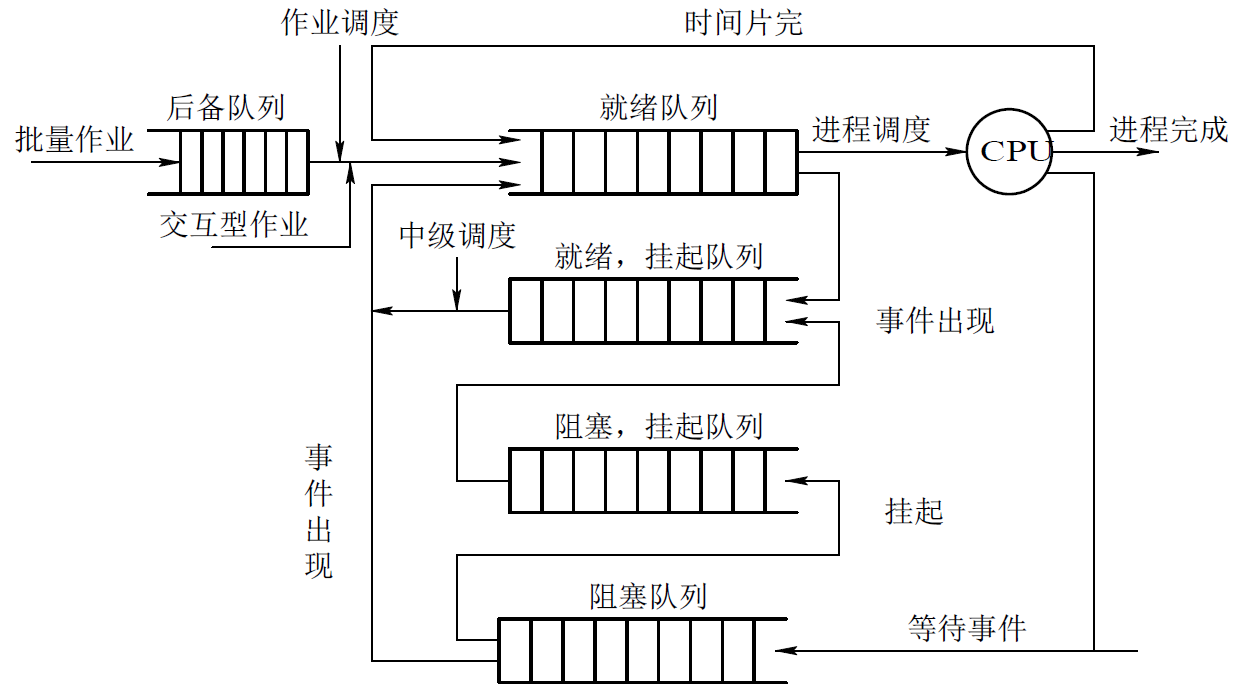 作业调度
时间片完
后备队列
就绪队列
批量作业
进程调度
CPU
进程完成
交互型作业
中级调度
就绪，挂起队列
事件出现
阻塞，挂起队列
事件出现
挂起
阻塞队列
等待事件